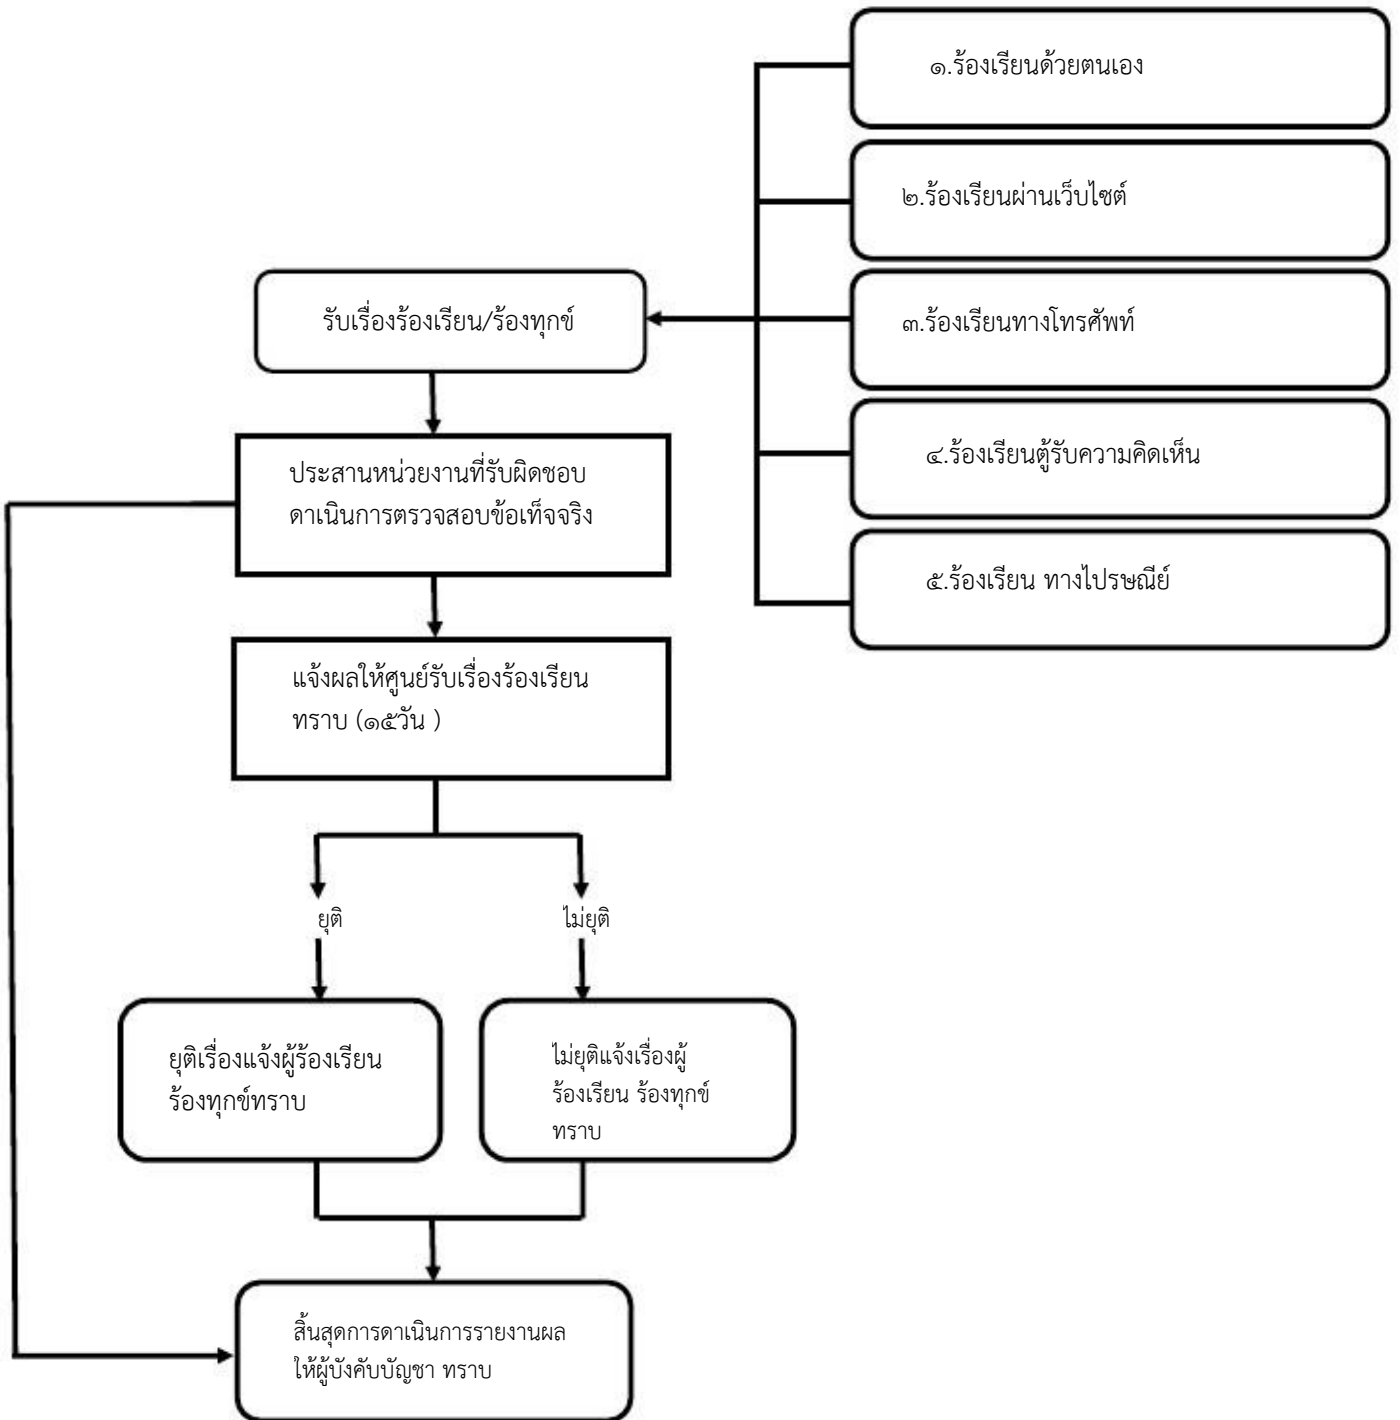 ๑.ร้องเรียนด้วยตนเอง
๒.ร้องเรียนผ่านเว็บไซต์
๓.ร้องเรียนทางโทรศัพท์
๔.ร้องเรียนตู้รับความคิดเห็น
๕.ร้องเรียน ทางไปรษณีย์
รับเรื่องร้องเรียน/ร้องทุกข์
ประสานหน่วยงานที่รับผิดชอบ
ดาเนินการตรวจสอบข้อเท็จจริง
แจ้งผลให้ศูนย์รับเรื่องร้องเรียน
ทราบ (๑๕วัน )
ยุติ
ไม่ยุติ
ยุติเรื่องแจ้งผู้ร้องเรียน
ร้องทุกข์ทราบ
ไม่ยุติแจ้งเรื่องผู้
ร้องเรียน ร้องทุกข์
ทราบ
สิ้นสุดการดาเนินการรายงานผล
ให้ผู้บังคับบัญชา ทราบ